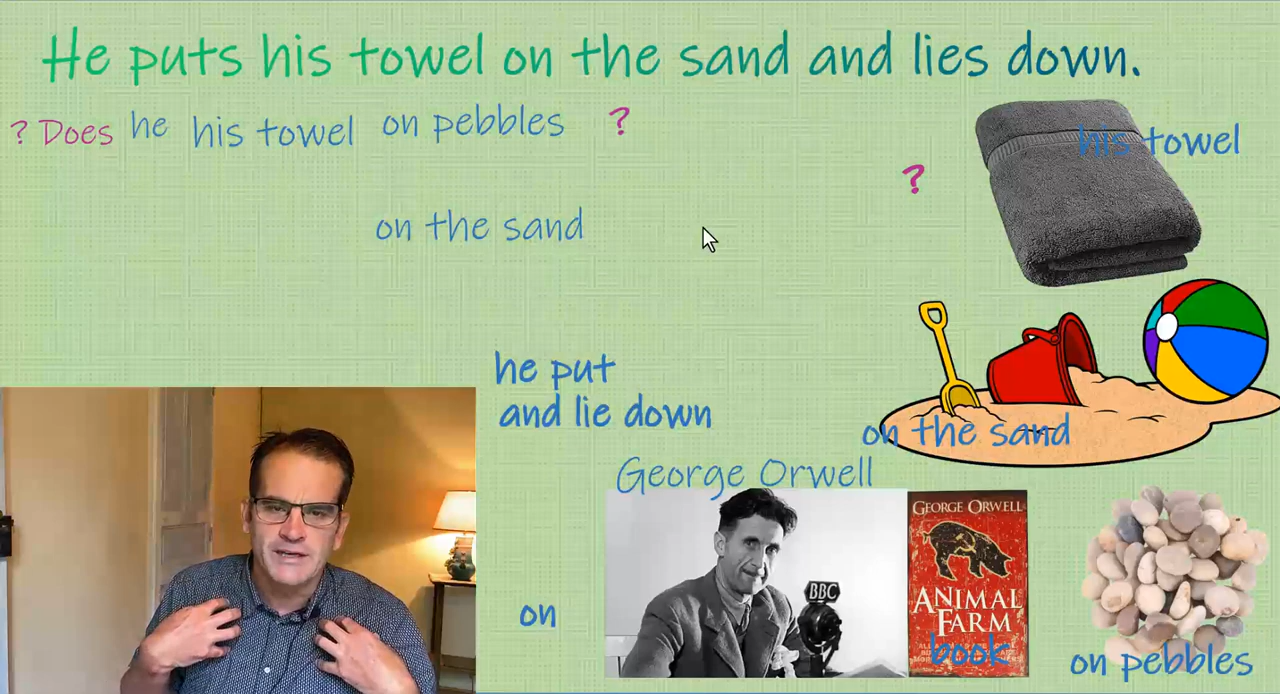 He puts his towel on the sand and lies down.
? Does he his towel on pebbles ?
his towel
?
on the sand
he put
and lie down
on the sand
George Orwell
BBC
GEORGE ORWELL
ANIMAL
FARM
book
on
on pebbles